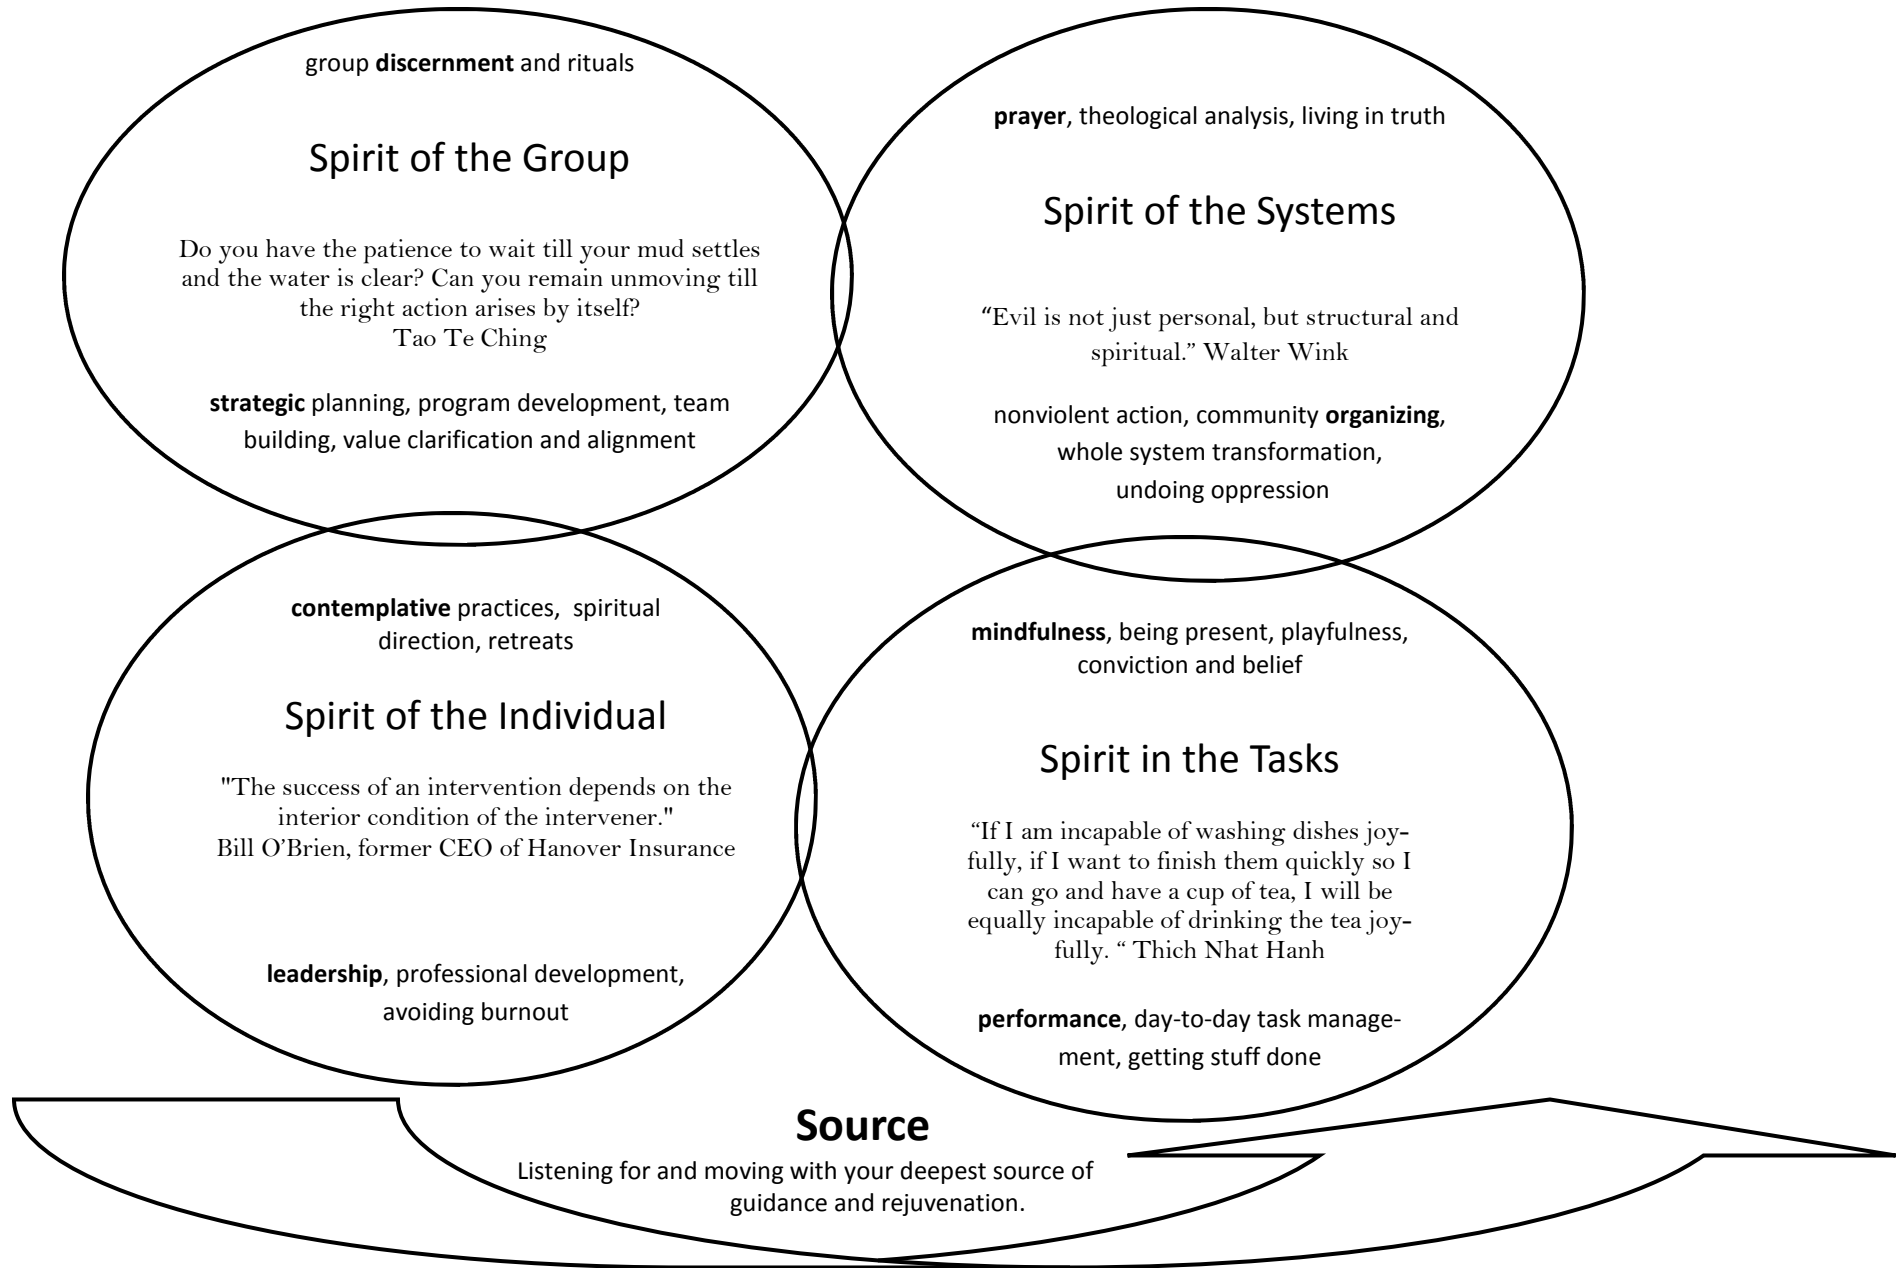 group discernment and rituals
Spirit of the Group
Do you have the patience to wait till your mud settles
and the water is clear? Can you remain unmoving till
the right action arises by itself?
Tao Te Ching
strategic planning, program development, team
building, value clarification and alignment
prayer, theological analysis, living in truth
Spirit of the Systems
“Evil is not just personal, but structural and
spiritual.” Walter Wink
nonviolent action, community organizing,
whole system transformation,
undoing oppression
contemplative practices,  spiritual
direction, retreats
Spirit of the Individual
"The success of an intervention depends on the
interior condition of the intervener."
Bill O’Brien, former CEO of Hanover Insurance
leadership, professional development,
avoiding burnout
mindfulness, being present, playfulness,
conviction and belief
Spirit in the Tasks
“If I am incapable of washing dishes joy-
fully, if I want to finish them quickly so I
can go and have a cup of tea, I will be
equally incapable of drinking the tea joy-
fully. “ Thich Nhat Hanh
performance, day-to-day task manage-
ment, getting stuff done
Source
Listening for and moving with your deepest source of
guidance and rejuvenation.